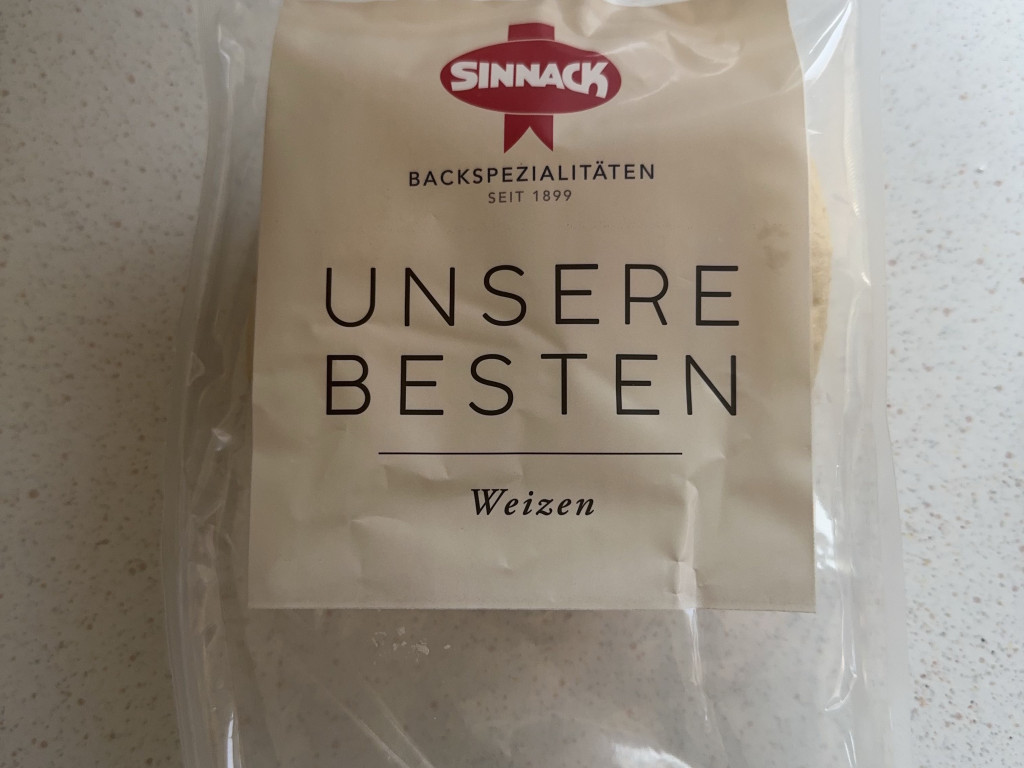 SINNACK
BACKSPEZIALITÄTEN
SEIT 1899
UNSERE
BESTEN
Weizen